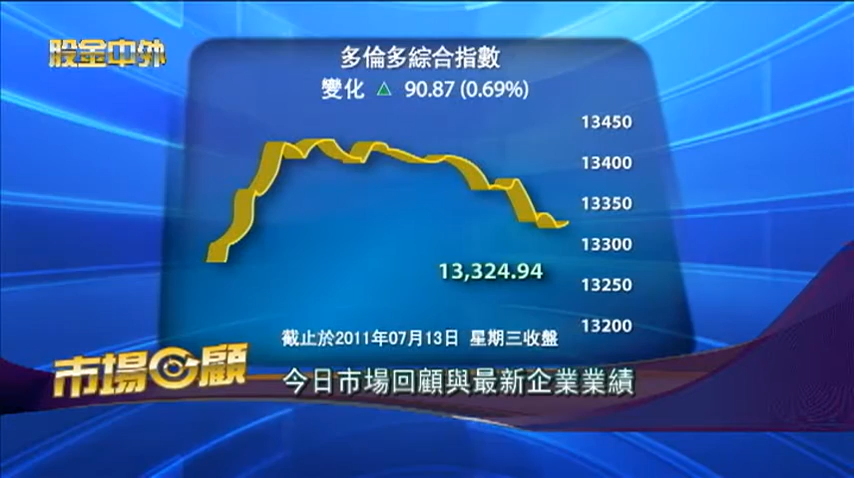 股金中外
多倫多綜合指數
變化 △ 90.87 (0.69%)
13450
13400
13350
13300
13250
13200
13,324.94
截止於2011年07月13日 星期三收盤
市場回顧
今日市場回顧與最新企業業績